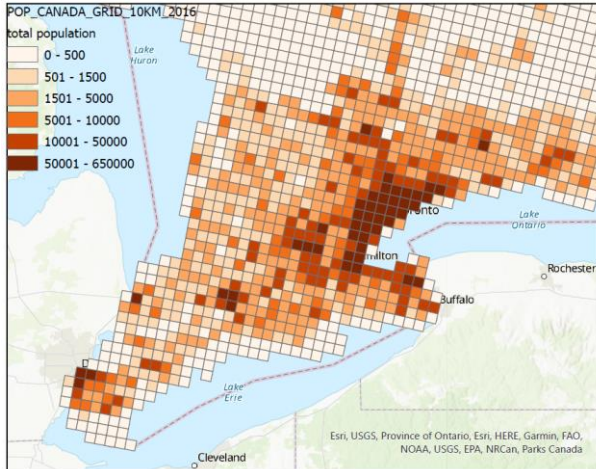 POP_CANADA_GRID_10KM_2016
total population
0 - 500
501 - 1500
1501 - 5000
5001 - 10000
10001 - 50000
50001 - 650000
Lake
Huron
Lake
Ontario
Rochester
Buffalo
Lake
Erie
Cleveland
Esri, USGS, Province of Ontario, Esri, HERE, Garmin, FAO,
NOAA, USGS, EPA, NRCan, Parks Canada